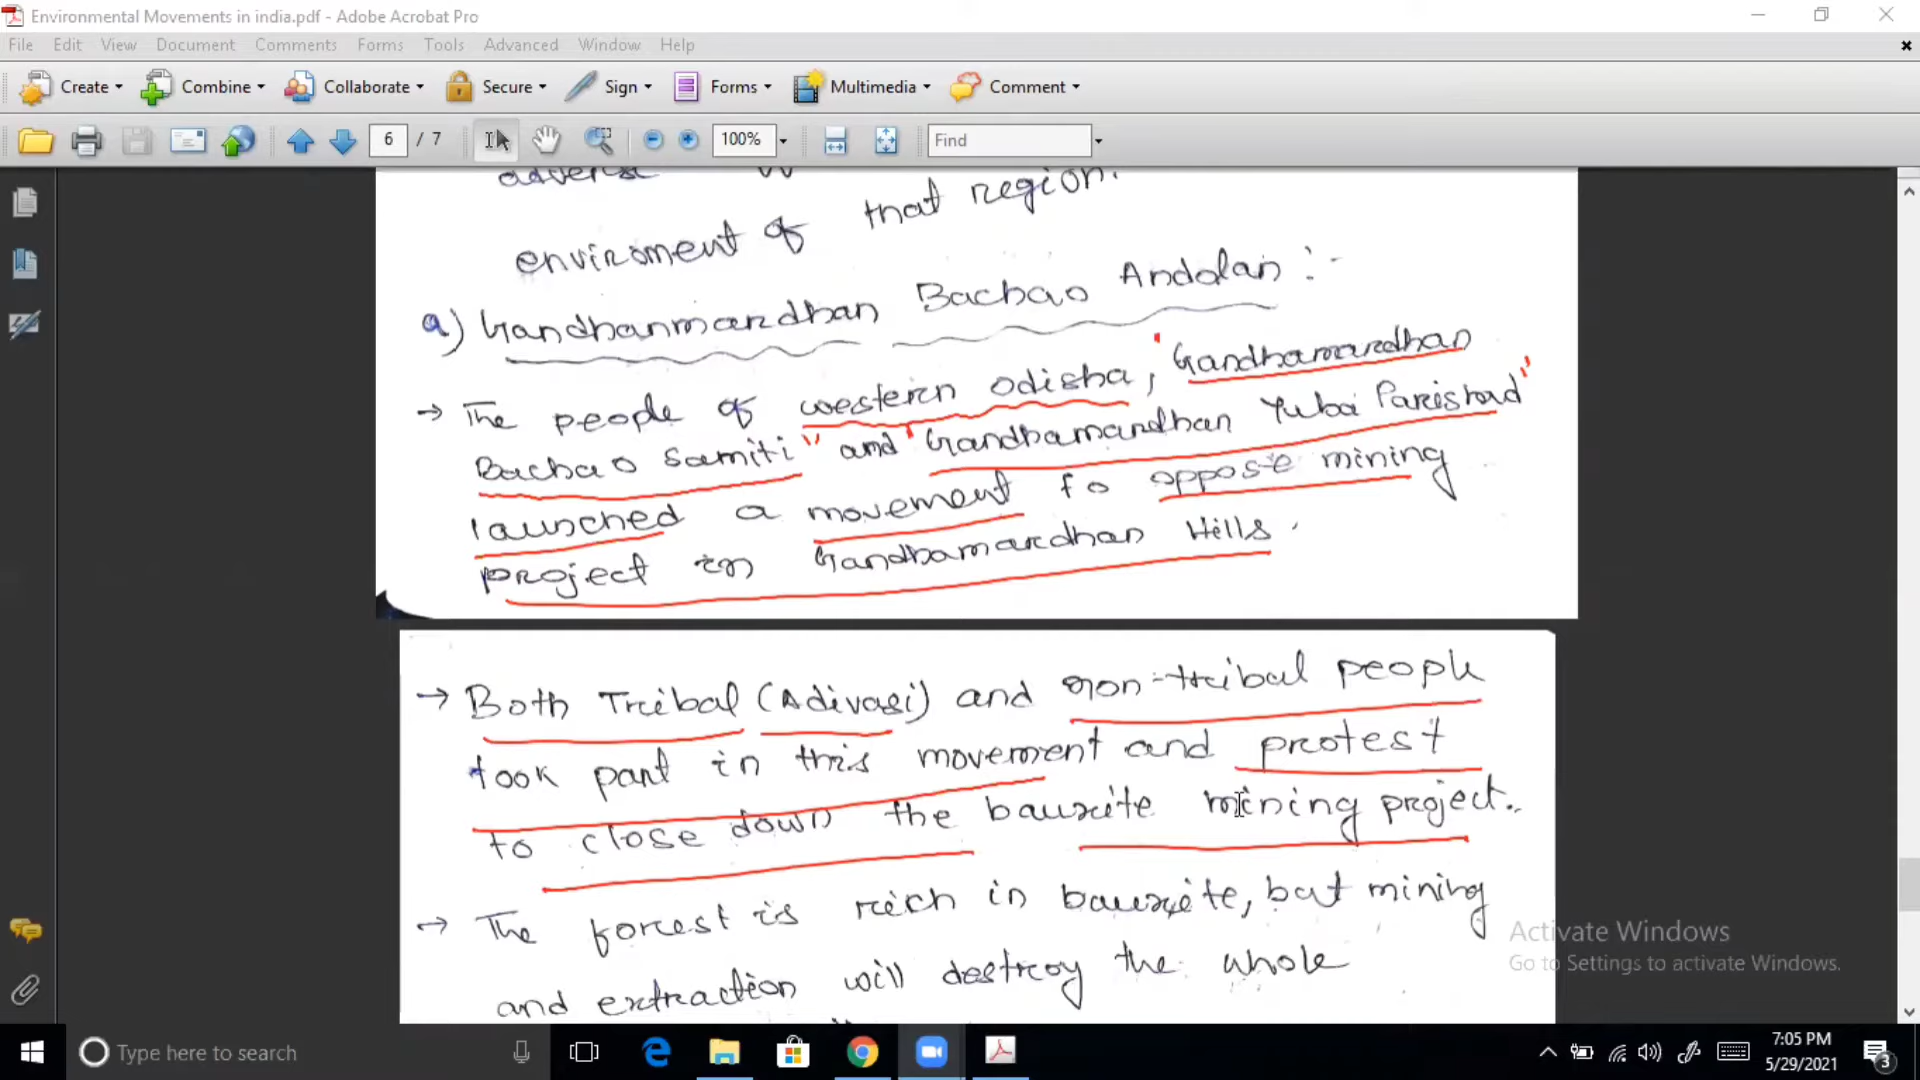 Environmental Movements in india.pdf - Adobe Acrobat Pro
File Edit View Document Comments Forms Tools Advanced Window Help
Create Combine Collaborate Secure Sign Forms Multimedia Comment
6 / 7 100% Find
adverse
enviroment of that region.
a) Gandhanmardhan Bachao Andolan :-
→ The people of western odisha, "Gandhamardhan
Bachao Samiti" and "Gandhamardhan Yuba Parishad"
launched a movement to oppose mining
project in Gandhamardhan Hills.
→ Both Tribal (Adivasi) and non-tribal people
took part in this movement and protest
to close down the bauxite mining project.
→ The forest is rich in bauxite, but mining
and extraction will destroy the whole
Activate Windows
Go to Settings to activate Windows.
Type here to search
7:05 PM
5/29/2021
3